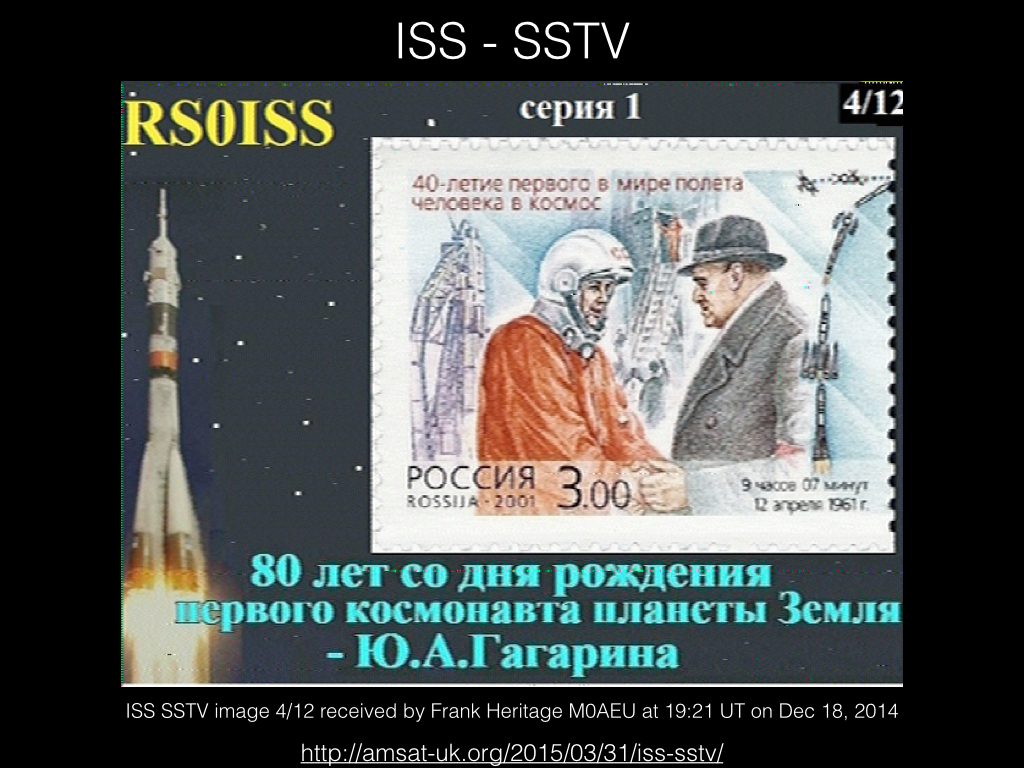 ISS - SSTV
RS0ISS
серия 1
4/12
40-летие первого в мире полета
человека в космос
РОССИЯ
ROSSIJA · 2001
3.00
9 часов 07 минут
12 апреля 1961 г.
80 лет со дня рождения
первого космонавта планеты Земля
- Ю.А.Гагарина
ISS SSTV image 4/12 received by Frank Heritage M0AEU at 19:21 UT on Dec 18, 2014
http://amsat-uk.org/2015/03/31/iss-sstv/